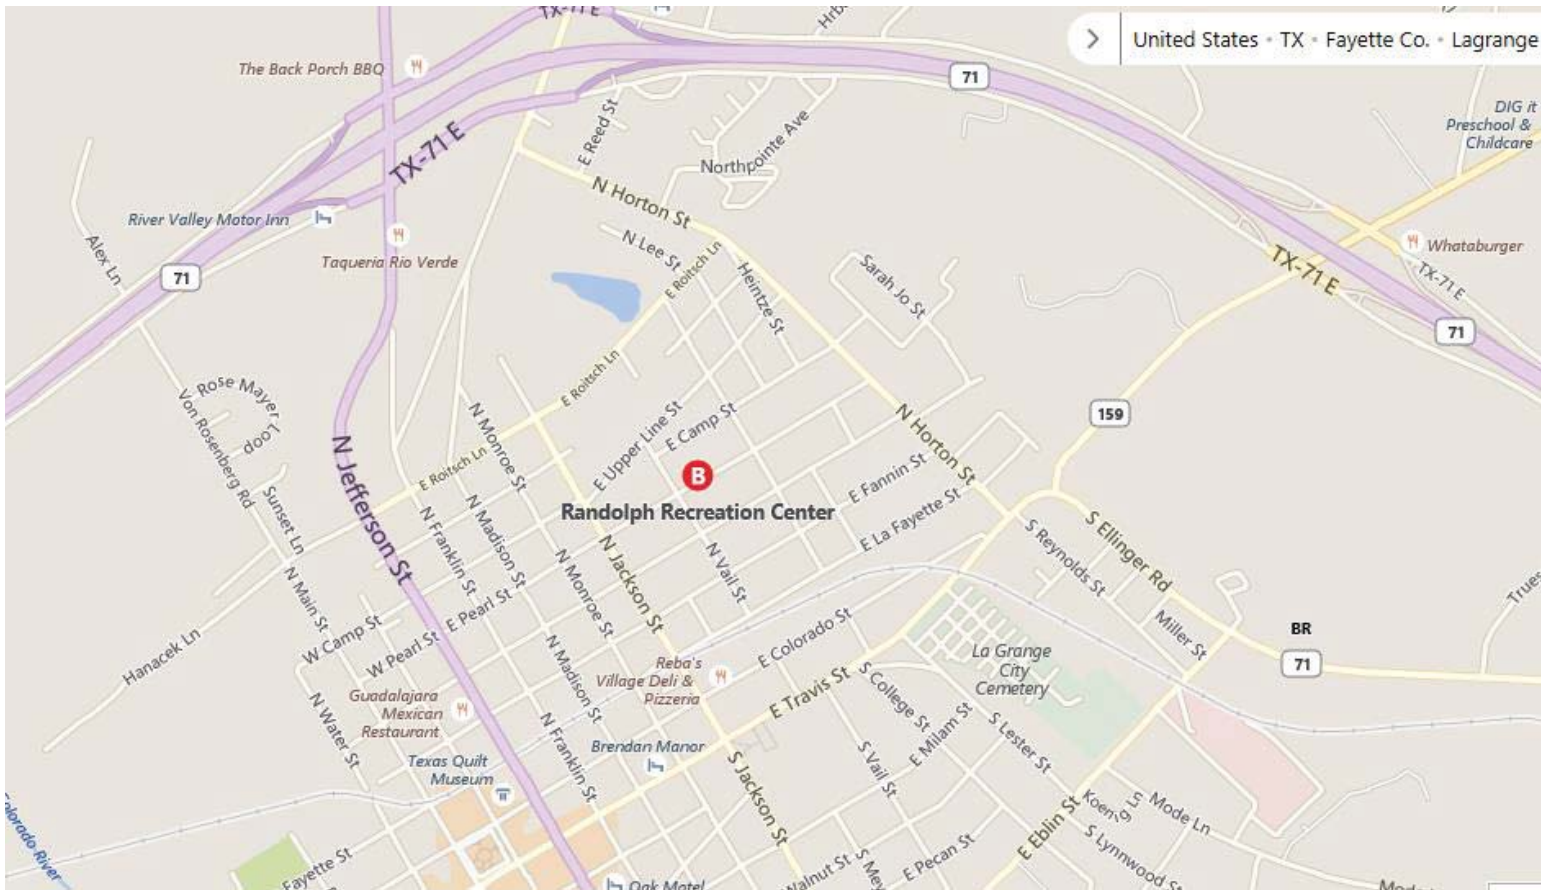 TX-71 E
Hrb
United States · TX · Fayette Co. · Lagrange
The Back Porch BBQ
71
DIG it
Preschool &
Childcare
E Reed St
TX-71 E
Northpointe Ave
N Horton St
River Valley Motor Inn
Alex Ln
N Lee St
E Roitsch Ln
Whataburger
Taqueria Rio Verde
71
Heintze St
Sarah Jo St
TX-71 E
TX-71 E
71
E Roitsch Ln
Rose Mayer Loop
Von Rosenberg Rd
159
N Monroe St
E Upper Line St
E Camp St
N Horton St
N Jefferson St
E Roitsch Ln
B
E Fannin St
Randolph Recreation Center
Sunset Ln
N Franklin St
N Madison St
E La Fayette St
S Ellinger Rd
S Reynolds St
N Jackson St
N Vail St
N Monroe St
N Main St
E Pearl St
Trues
W Camp St
W Pearl St
Hanacek Ln
E Colorado St
Miller St
BR
71
La Grange
City
Cemetery
Reba's
Village Deli &
Pizzeria
N Madison St
E Travis St
S College St
Guadalajara
Mexican
Restaurant
N Water St
N Franklin St
E Milam St
S Lester St
Brendan Manor
S Vail St
Texas Quilt
Museum
S Jackson St
Koenig Ln
Mode Ln
Colorado River
E Eblin St
S Lynnwood St
E Pecan St
Fayette St
Walnut St
S Mey
Oak Motel
Mode